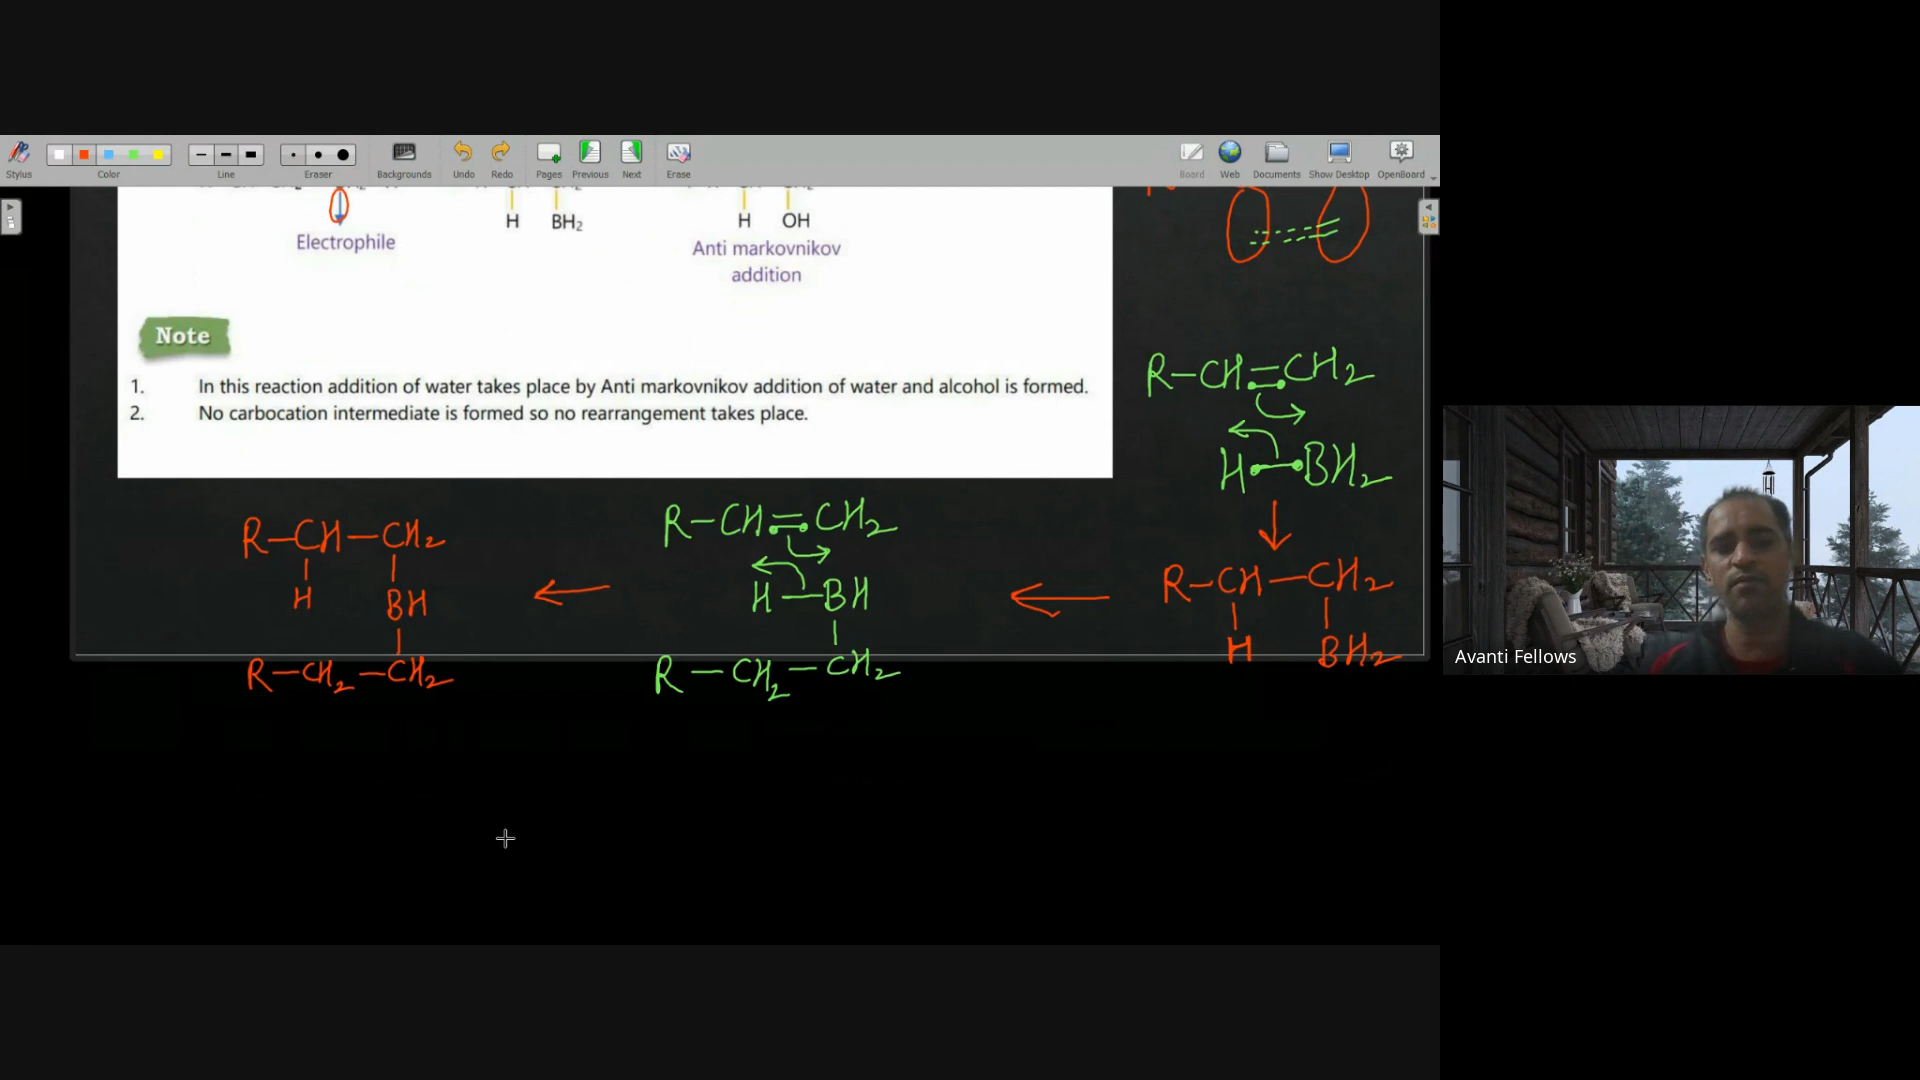 Stylus Color Line Eraser Backgrounds Undo Redo Pages Previous Next Erase Board Web Documents Show Desktop OpenBoard
H BH₂ H OH
Electrophile
Anti markovnikov
addition
Note
1. In this reaction addition of water takes place by Anti markovnikov addition of water and alcohol is formed.
2. No carbocation intermediate is formed so no rearrangement takes place.
R-CH=CH₂
H-BH₂
R-CH-CH₂
H BH₂
R-CH=CH₂
H-BH
R-CH₂-CH₂
R-CH-CH₂
H BH
R-CH₂-CH₂
Avanti Fellows